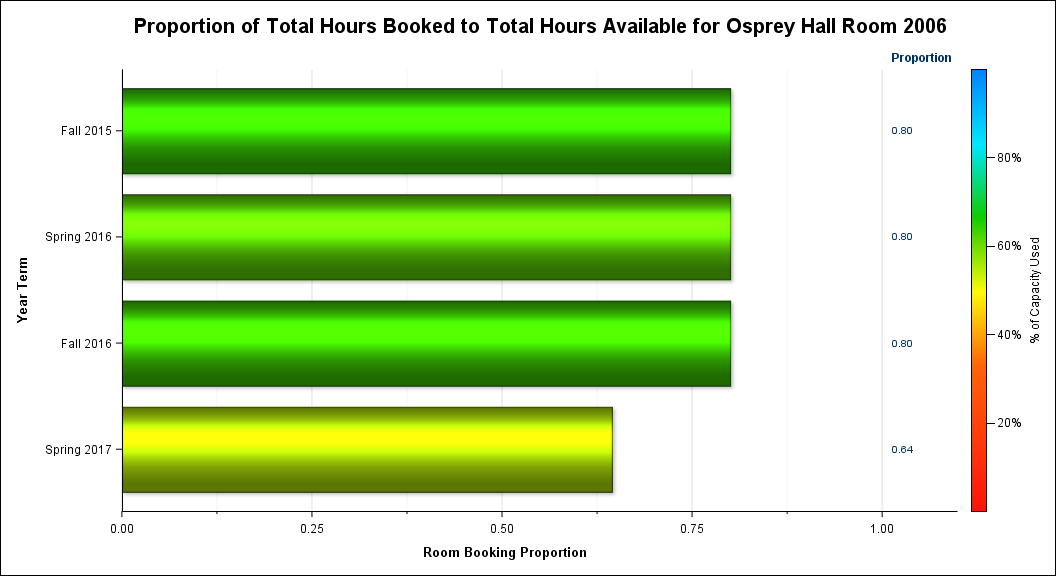 Proportion of Total Hours Booked to Total Hours Available for Osprey Hall Room 2006
Proportion
Fall 2015
0.80
Spring 2016
0.80
Fall 2016
0.80
Spring 2017
0.64
Year Term
0.00
0.25
0.50
0.75
1.00
Room Booking Proportion
80%
60%
40%
20%
% of Capacity Used